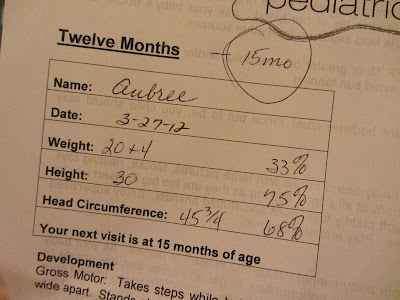 pediatric
Twelve Months – 15mo
Name: Aubree
Date: 3-27-12
Weight: 20+4 33%
Height: 30 75%
Head Circumference: 45 3/4 68%
Your next visit is at 15 months of age
Development
Gross Motor: Takes steps while
wide apart. Stands